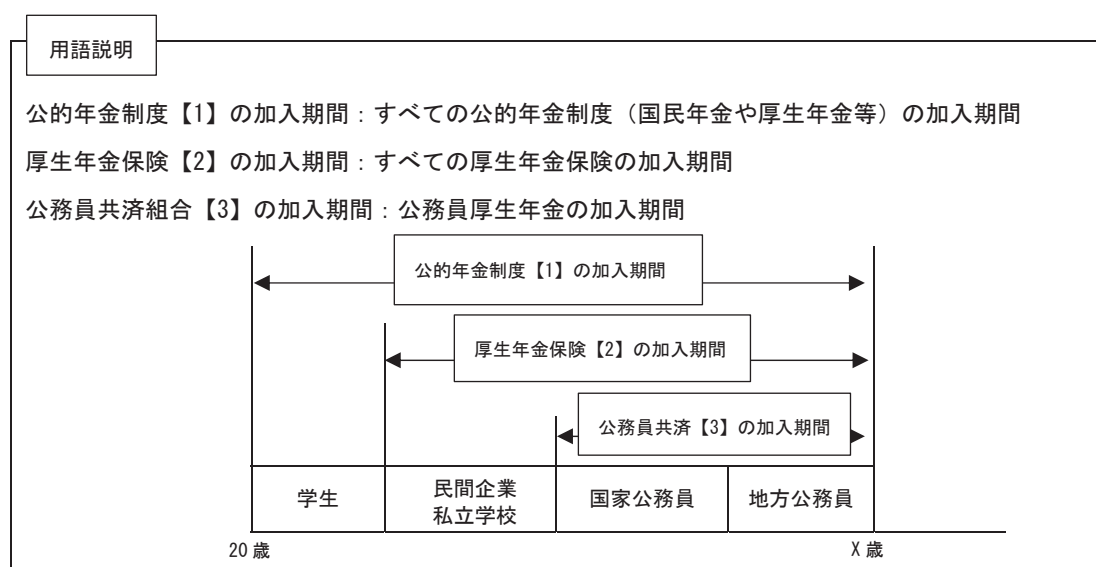 用語説明
公的年金制度【1】の加入期間：すべての公的年金制度（国民年金や厚生年金等）の加入期間
厚生年金保険【2】の加入期間：すべての厚生年金保険の加入期間
公務員共済組合【3】の加入期間：公務員厚生年金の加入期間
公的年金制度【1】の加入期間
厚生年金保険【2】の加入期間
公務員共済【3】の加入期間
学生
民間企業
私立学校
国家公務員
地方公務員
20 歳
X 歳